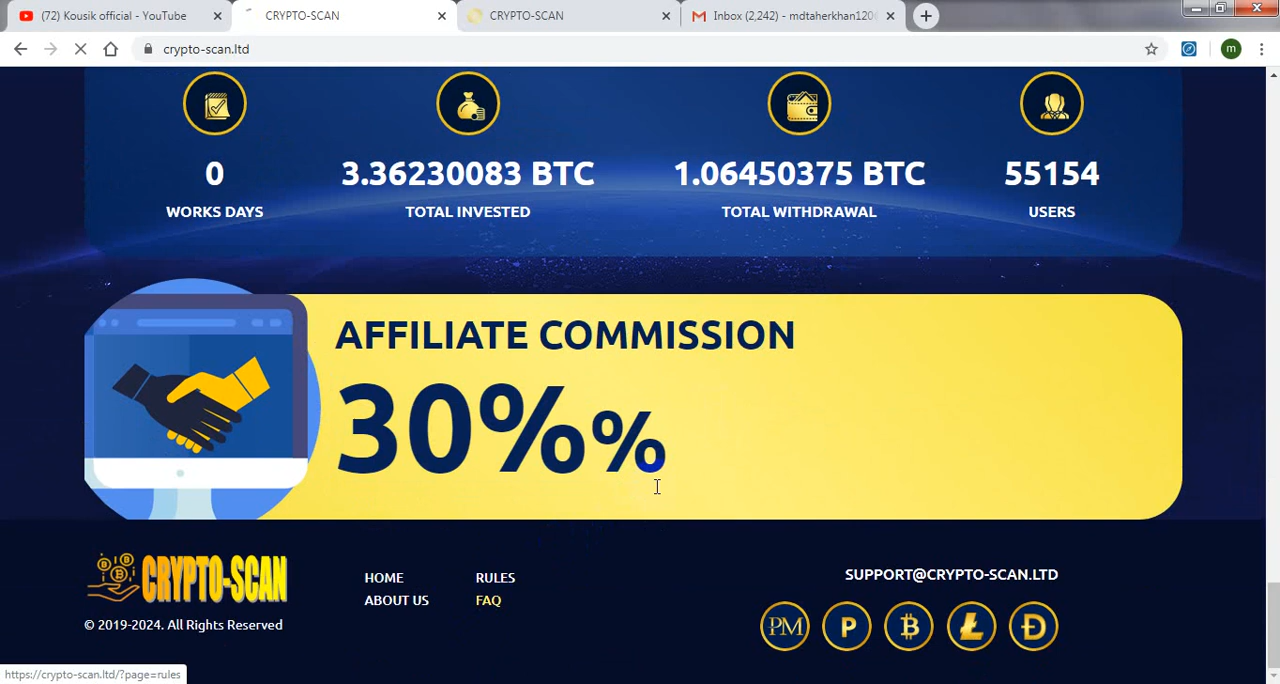 (72) Kousik official - YouTube
CRYPTO-SCAN
CRYPTO-SCAN
Inbox (2,242) - mdtaherkhan120
crypto-scan.ltd
m
0
3.36230083 BTC
1.06450375 BTC
55154
WORKS DAYS
TOTAL INVESTED
TOTAL WITHDRAWAL
USERS
AFFILIATE COMMISSION
30%%
CRYPTO-SCAN
© 2019-2024. All Rights Reserved
HOME
RULES
ABOUT US
FAQ
SUPPORT@CRYPTO-SCAN.LTD
PM
P
https://crypto-scan.ltd/?page=rules